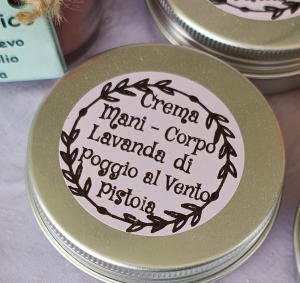 Crema
Mani - Corpo
Lavanda di
poggio al Vento
Pistoia